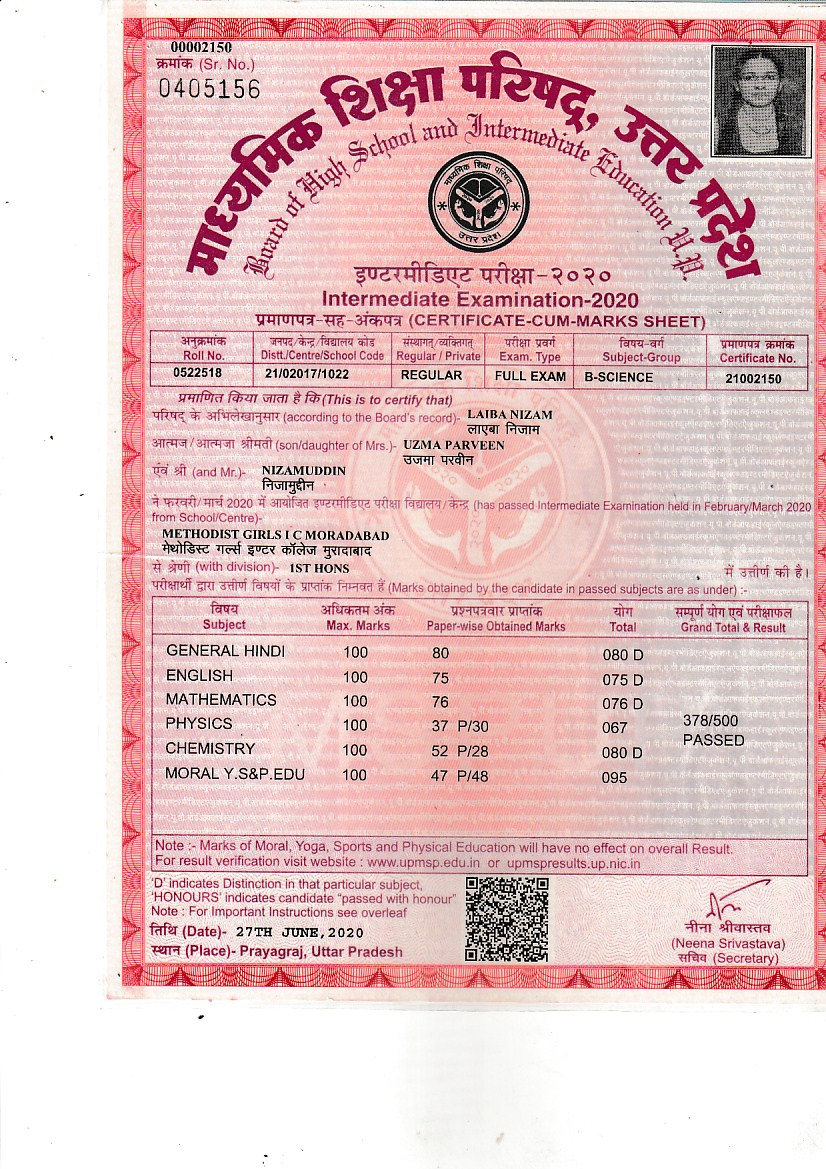 00002150
क्रमांक (Sr. No.)
0405156
माध्यमिक शिक्षा परिषद्, उत्तर प्रदेश
Board of High School and Intermediate Education U.P.
माध्यमिक शिक्षा परिषद्
उत्तर प्रदेश
इण्टरमीडिएट परीक्षा-२०२०
Intermediate Examination-2020
प्रमाणपत्र-सह-अंकपत्र (CERTIFICATE-CUM-MARKS SHEET)
अनुक्रमांक जनपद/केन्द्र/विद्यालय कोड संस्थागत्/व्यक्तिगत् परीक्षा प्रवर्ग विषय-वर्ग प्रमाणपत्र क्रमांक
Roll No. Distt./Centre/School Code Regular / Private Exam. Type Subject-Group Certificate No.
0522518 21/02017/1022 REGULAR FULL EXAM B-SCIENCE 21002150
प्रमाणित किया जाता है कि (This is to certify that)
परिषद् के अभिलेखानुसार (according to the Board's record)- LAIBA NIZAM
लाएबा निजाम
आत्मज/आत्मजा श्रीमती (son/daughter of Mrs.)- UZMA PARVEEN
उजमा परवीन
एवं श्री (and Mr.)- NIZAMUDDIN
निजामुद्दीन
ने फरवरी/मार्च 2020 में आयोजित इण्टरमीडिएट परीक्षा विद्यालय/केन्द्र (has passed Intermediate Examination held in February/March 2020
from School/Centre)-
METHODIST GIRLS I C MORADABAD
मेथोडिस्ट गर्ल्स इण्टर कॉलेज मुरादाबाद
से श्रेणी (with division)- 1ST HONS में उत्तीर्ण की है।
परीक्षार्थी द्वारा उत्तीर्ण विषयों के प्राप्तांक निम्नवत हैं (Marks obtained by the candidate in passed subjects are as under) :-
विषय अधिकतम अंक प्रश्नपत्रवार प्राप्तांक योग सम्पूर्ण योग एवं परीक्षाफल
Subject Max. Marks Paper-wise Obtained Marks Total Grand Total & Result
GENERAL HINDI 100 80 080 D
ENGLISH 100 75 075 D
MATHEMATICS 100 76 076 D
PHYSICS 100 37 P/30 067 378/500
CHEMISTRY 100 52 P/28 080 D PASSED
MORAL Y.S&P.EDU 100 47 P/48 095
Note :- Marks of Moral, Yoga, Sports and Physical Education will have no effect on overall Result.
For result verification visit website : www.upmsp.edu.in or upmspresults.up.nic.in
'D' indicates Distinction in that particular subject,
'HONOURS' indicates candidate "passed with honour"
Note : For Important Instructions see overleaf
तिथि (Date)- 27TH JUNE, 2020
स्थान (Place)- Prayagraj, Uttar Pradesh
नीना श्रीवास्तव
(Neena Srivastava)
सचिव (Secretary)